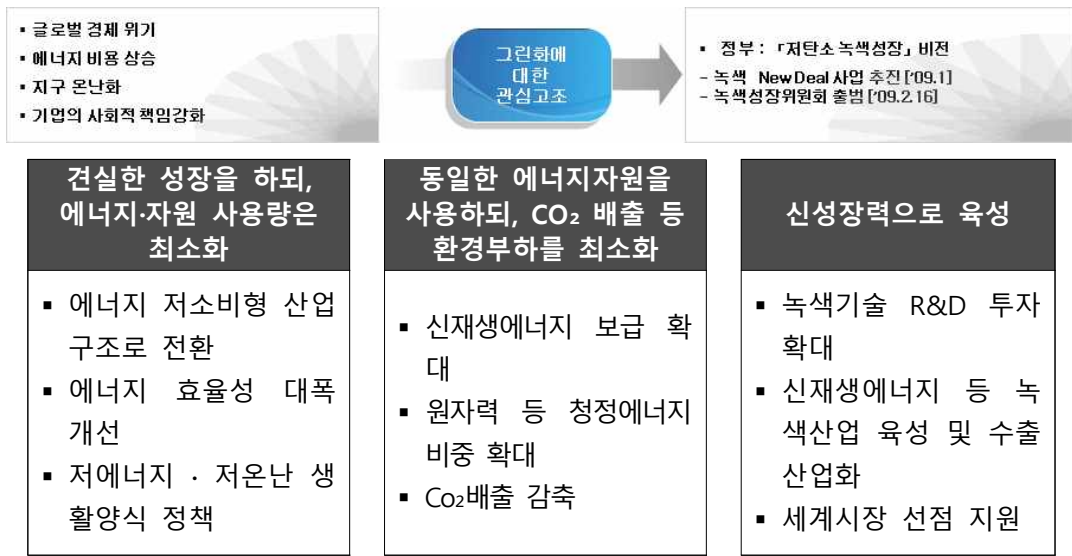 ▪ 글로벌 경제 위기
▪ 에너지 비용 상승
▪ 지구 온난화
▪ 기업의 사회적 책임강화
그린화에
대한
관심고조
▪ 정부 : 「저탄소 녹색성장」 비전
– 녹색 New Deal 사업 추진 ['09.1]
– 녹색성장위원회 출범 ['09.2.16]
견실한 성장을 하되,
에너지·자원 사용량은
최소화
▪ 에너지 저소비형 산업
구조로 전환
▪ 에너지 효율성 대폭
개선
▪ 저에너지 · 저온난 생
활양식 정책
동일한 에너지자원을
사용하되, CO₂ 배출 등
환경부하를 최소화
▪ 신재생에너지 보급 확
대
▪ 원자력 등 청정에너지
비중 확대
▪ Co₂배출 감축
신성장력으로 육성
▪ 녹색기술 R&D 투자
확대
▪ 신재생에너지 등 녹
색산업 육성 및 수출
산업화
▪ 세계시장 선점 지원